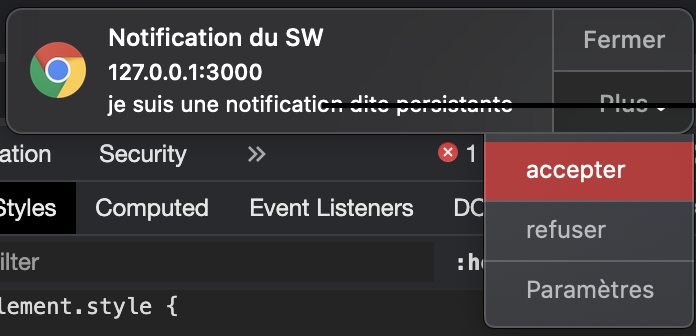 Notification du SW
127.0.0.1:3000
je suis une notification dite persistante
Fermer
Plus
ation Security 1
accepter
Styles Computed Event Listeners DO
refuser
ilter :h
Paramètres
lement.style {